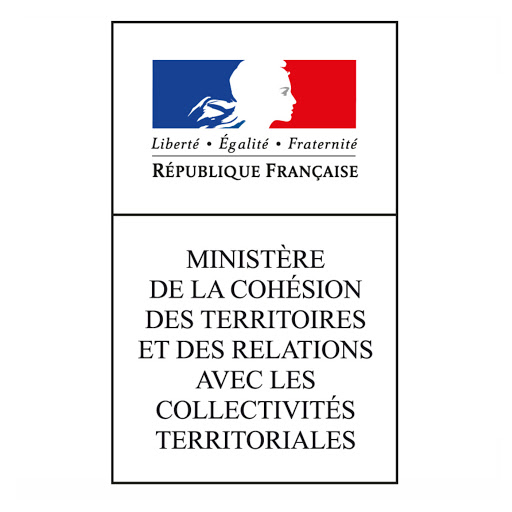 Liberté • Égalité • Fraternité
RÉPUBLIQUE FRANÇAISE
MINISTÈRE
DE LA COHÉSION
DES TERRITOIRES
ET DES RELATIONS
AVEC LES
COLLECTIVITÉS
TERRITORIALES